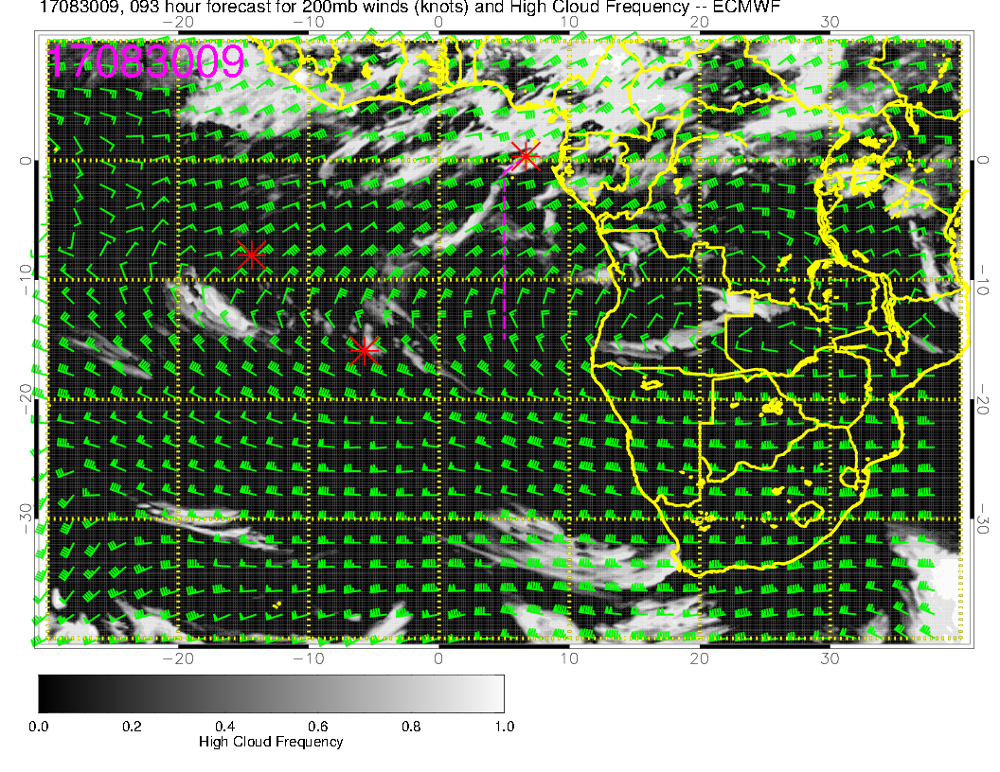 17083009, 093 hour forecast for 200mb winds (knots) and High Cloud Frequency -- ECMWF
−20 −10 0 10 20 30
17083009
0 0
−10 −10
−20 −20
−30 −30
−20 −10 0 10 20 30
0.0 0.2 0.4 0.6 0.8 1.0
High Cloud Frequency